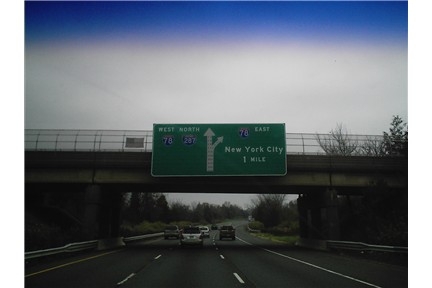 WEST NORTH
78 287
78 EAST
New York City
1 MILE